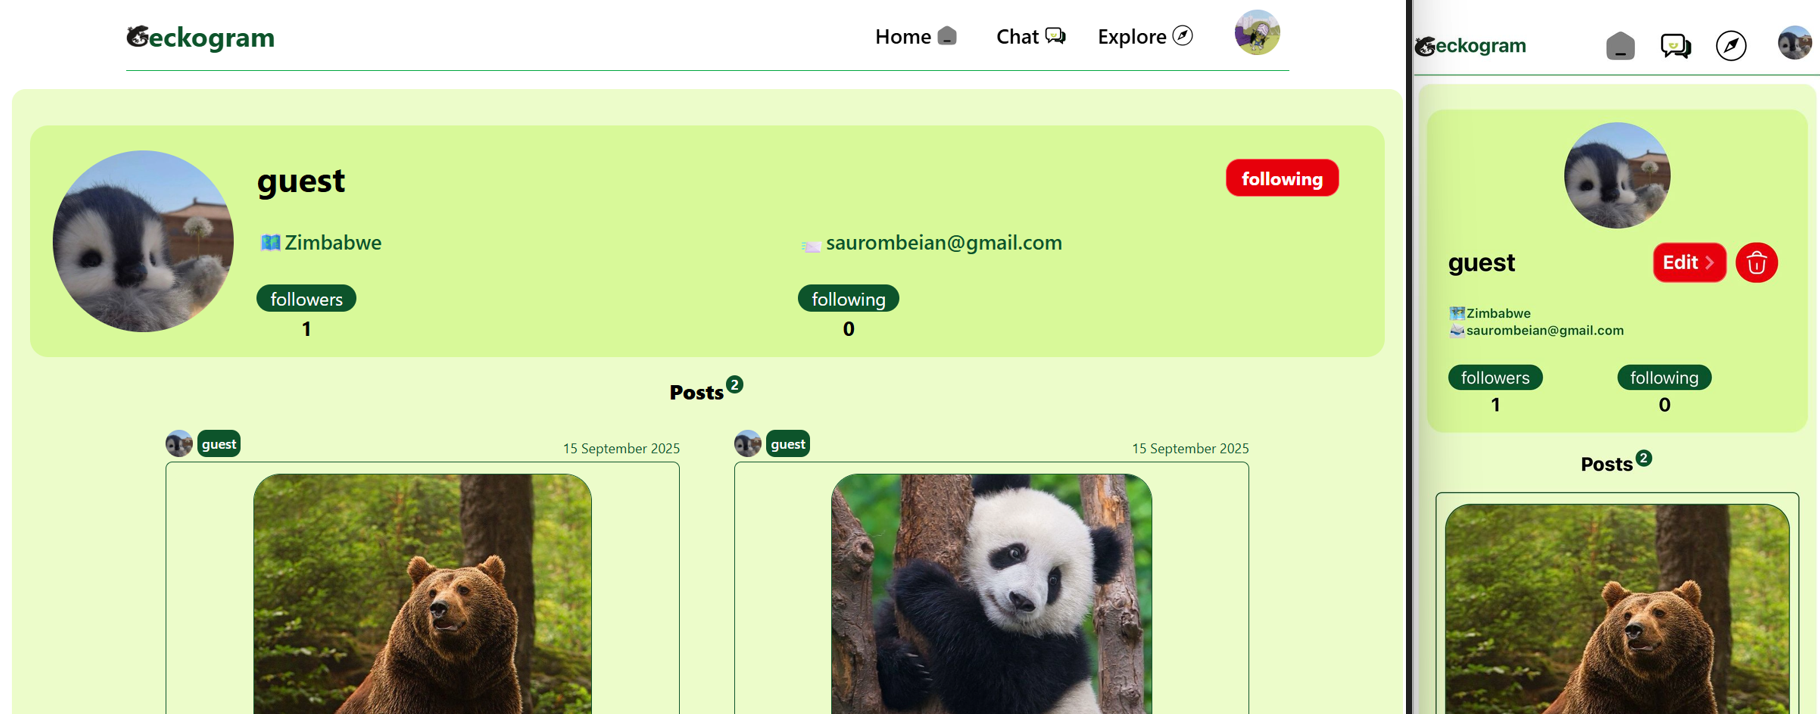 Geckogram
Home
Chat
Explore
guest
following
Zimbabwe
saurombeian@gmail.com
followers
1
following
0
Posts 2
guest
15 September 2025
guest
15 September 2025
Geckogram
guest
Edit >
Zimbabwe
saurombeian@gmail.com
followers
1
following
0
Posts 2